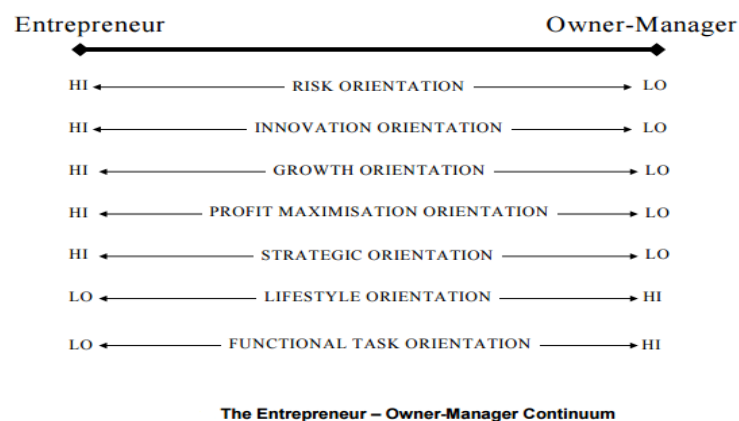 Entrepreneur Owner-Manager
HI RISK ORIENTATION LO
HI INNOVATION ORIENTATION LO
HI GROWTH ORIENTATION LO
HI PROFIT MAXIMISATION ORIENTATION LO
HI STRATEGIC ORIENTATION LO
LO LIFESTYLE ORIENTATION HI
LO FUNCTIONAL TASK ORIENTATION HI
The Entrepreneur – Owner-Manager Continuum